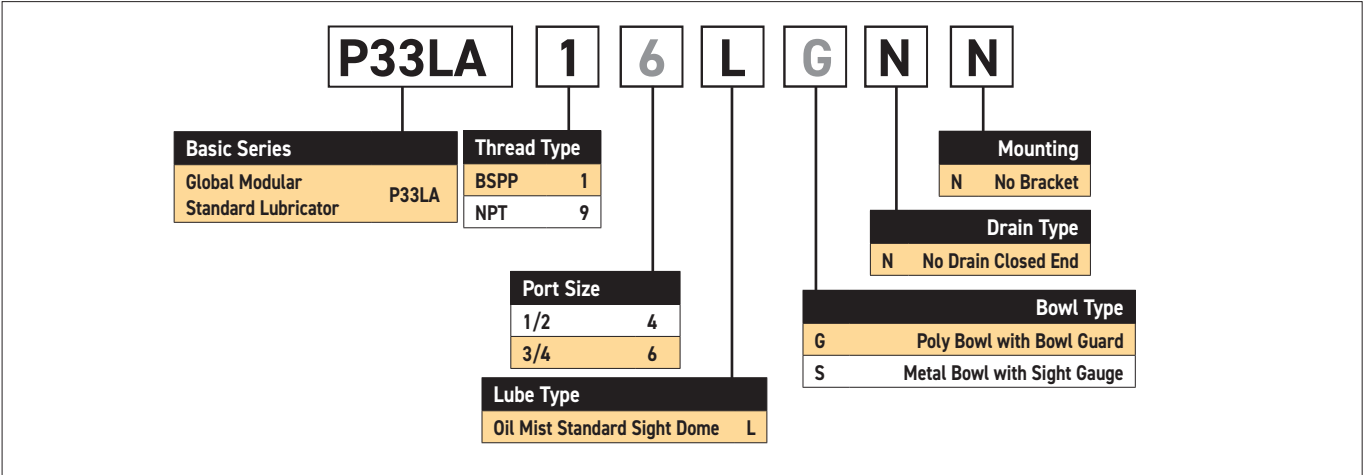 P33LA 1 6 L G N N
Basic Series
Global Modular
Standard Lubricator P33LA
Thread Type
BSPP 1
NPT 9
Mounting
N No Bracket
Drain Type
N No Drain Closed End
Port Size
1/2 4
3/4 6
Bowl Type
G Poly Bowl with Bowl Guard
S Metal Bowl with Sight Gauge
Lube Type
Oil Mist Standard Sight Dome L